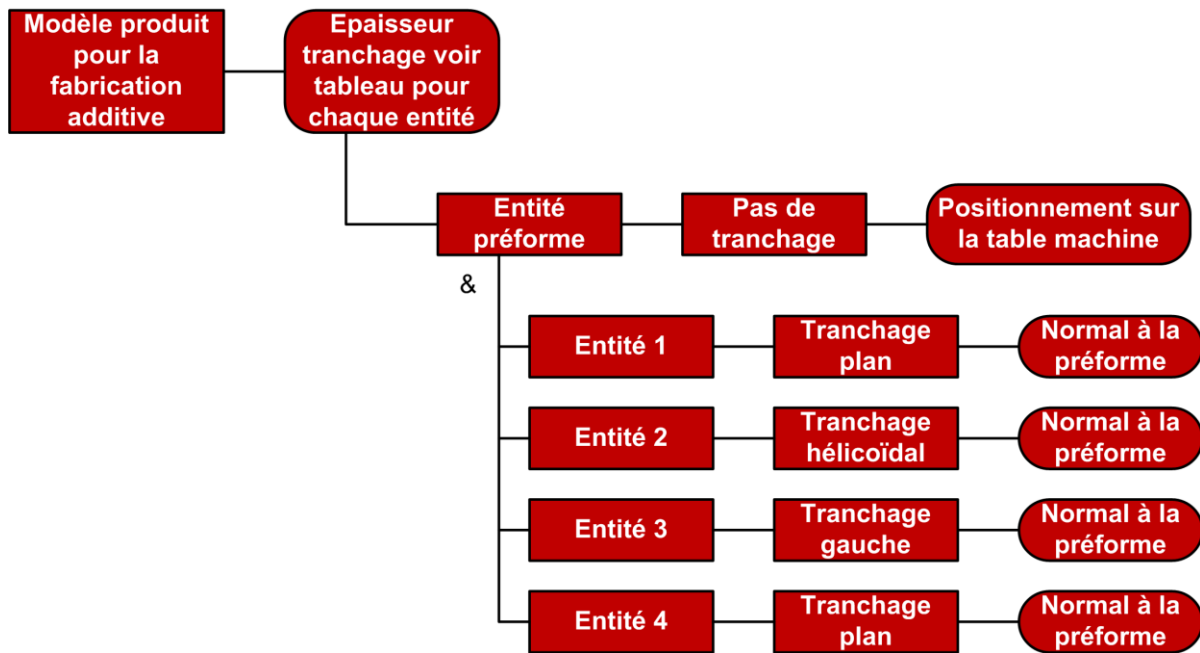 Modèle produit
pour la
fabrication
additive
Epaisseur
tranchage voir
tableau pour
chaque entité
Entité
préforme
Pas de
tranchage
Positionnement sur
la table machine
&
Entité 1
Tranchage
plan
Normal à la
préforme
Entité 2
Tranchage
hélicoïdal
Normal à la
préforme
Entité 3
Tranchage
gauche
Normal à la
préforme
Entité 4
Tranchage
plan
Normal à la
préforme